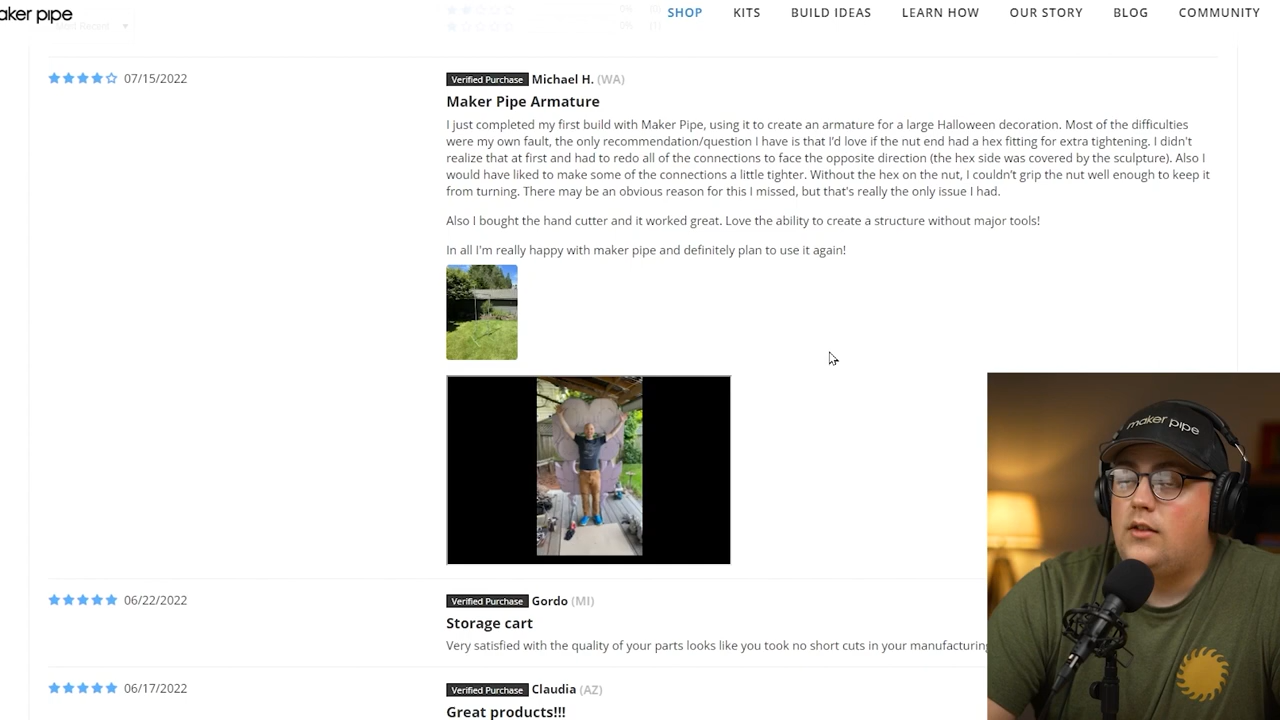 aker pipe
SHOP
KITS
BUILD IDEAS
LEARN HOW
OUR STORY
BLOG
COMMUNITY
Most Recent
0%
(0)
0%
(1)
07/15/2022
Verified Purchase Michael H. (WA)
Maker Pipe Armature
I just completed my first build with Maker Pipe, using it to create an armature for a large Halloween decoration. Most of the difficulties
were my own fault, the only recommendation/question I have is that I'd love if the nut end had a hex fitting for extra tightening. I didn't
realize that at first and had to redo all of the connections to face the opposite direction (the hex side was covered by the sculpture). Also I
would have liked to make some of the connections a little tighter. Without the hex on the nut, I couldn't grip the nut well enough to keep it
from turning. There may be an obvious reason for this I missed, but that's really the only issue I had.
Also I bought the hand cutter and it worked great. Love the ability to create a structure without major tools!
In all I'm really happy with maker pipe and definitely plan to use it again!
maker pipe
06/22/2022
Verified Purchase Gordo (MI)
Storage cart
Very satisfied with the quality of your parts looks like you took no short cuts in your manufacturing
06/17/2022
Verified Purchase Claudia (AZ)
Great products!!!